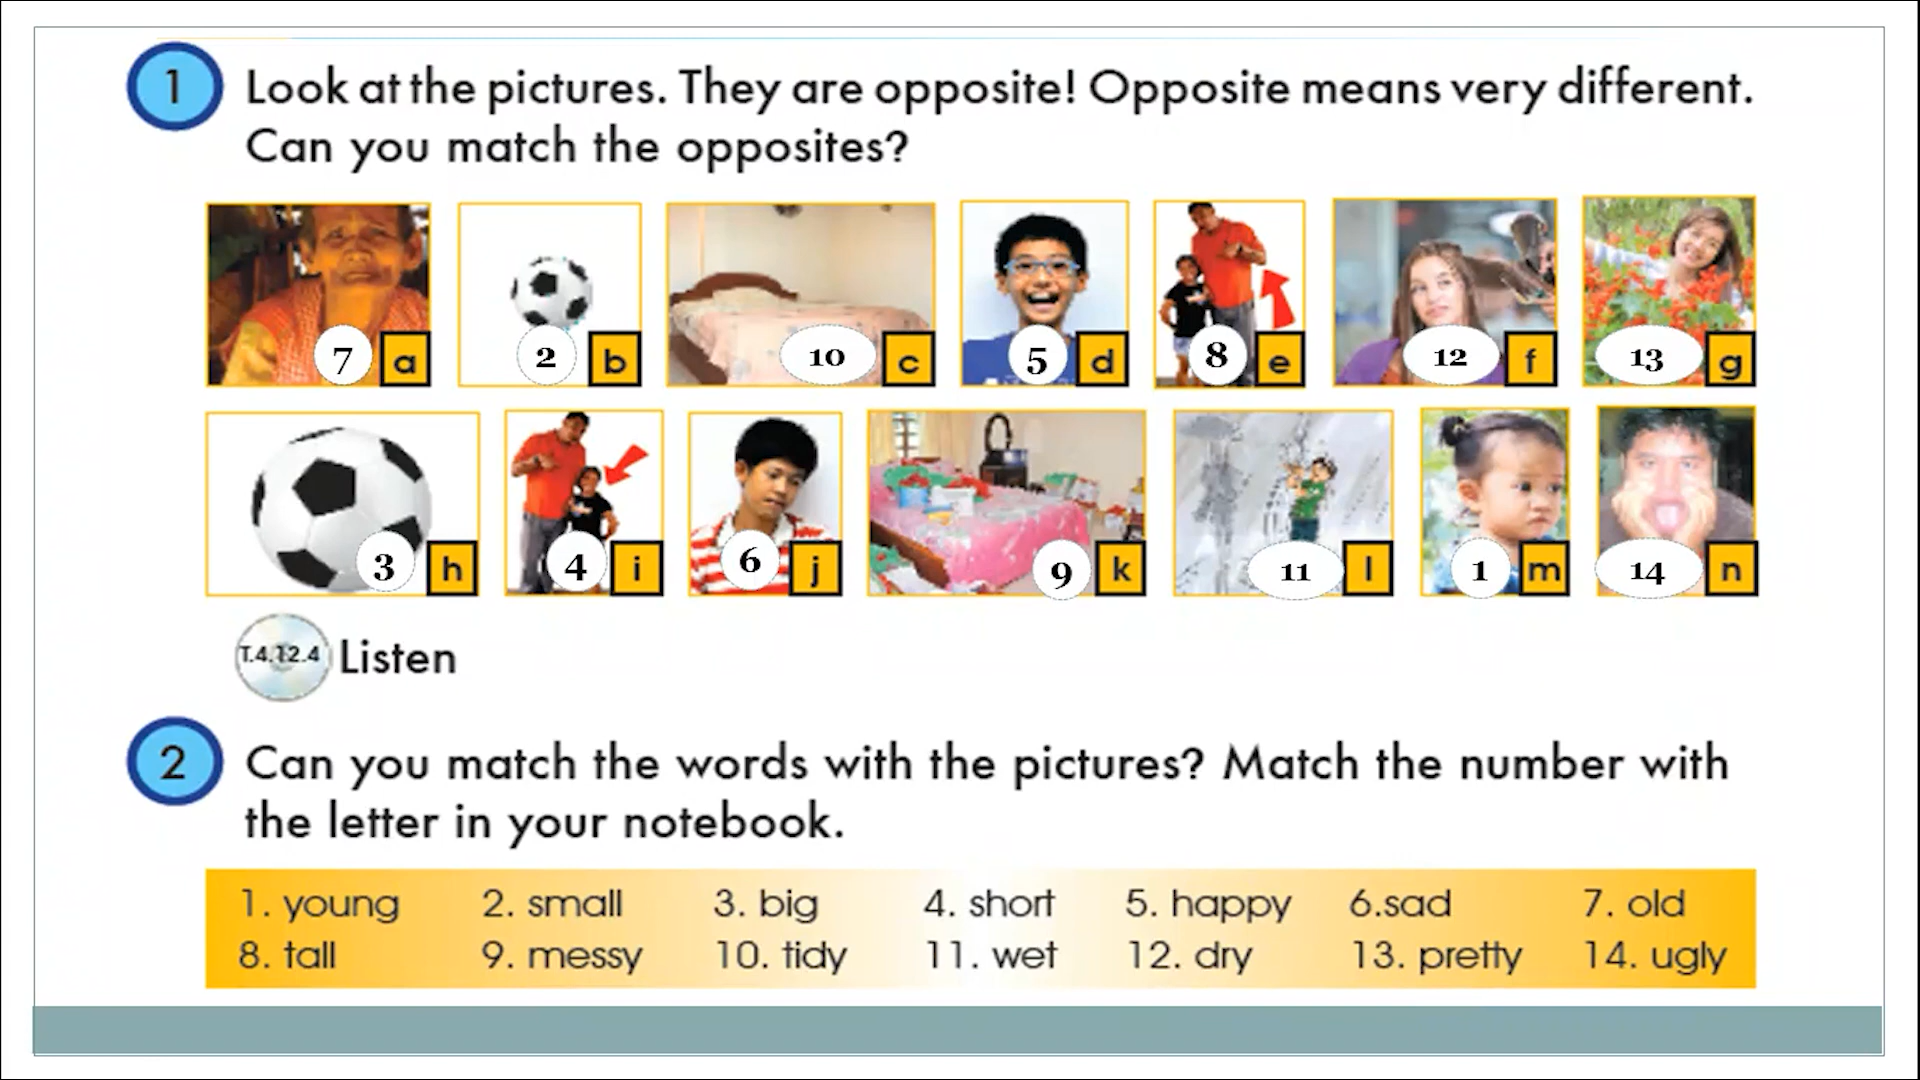 1 Look at the pictures. They are opposite! Opposite means very different.
Can you match the opposites?
7 a 2 b 10 c 5 d 8 e 12 f 13 g
3 h 4 i 6 j 9 k 11 l 1 m 14 n
T.4.12.4 Listen
2 Can you match the words with the pictures? Match the number with
the letter in your notebook.
1. young 2. small 3. big 4. short 5. happy 6.sad 7. old
8. tall 9. messy 10. tidy 11. wet 12. dry 13. pretty 14. ugly